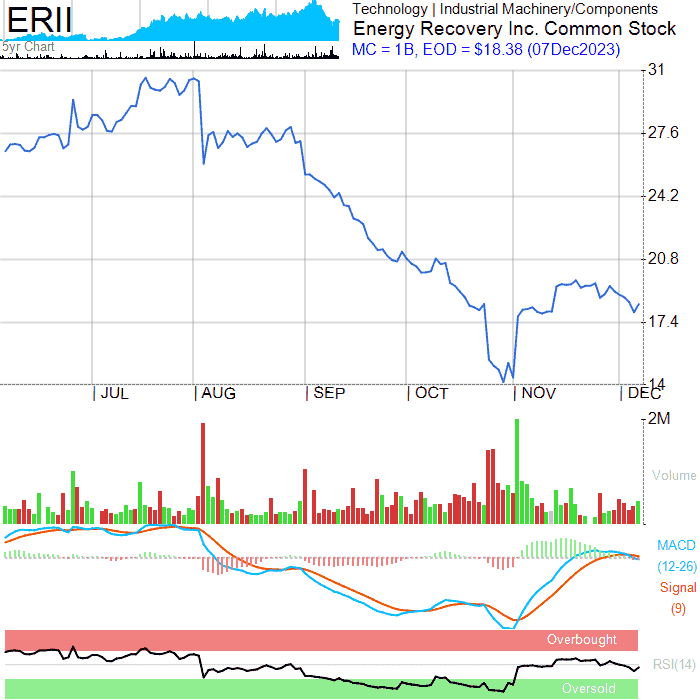 ERII
5yr Chart
Technology | Industrial Machinery/Components
Energy Recovery Inc. Common Stock
MC = 1B, EOD = $18.38 (07Dec2023)
31
27.6
24.2
20.8
17.4
14
JUL AUG SEP OCT NOV DEC
2M
Volume
MACD
(12-26)
Signal
(9)
Overbought
RSI(14)
Oversold